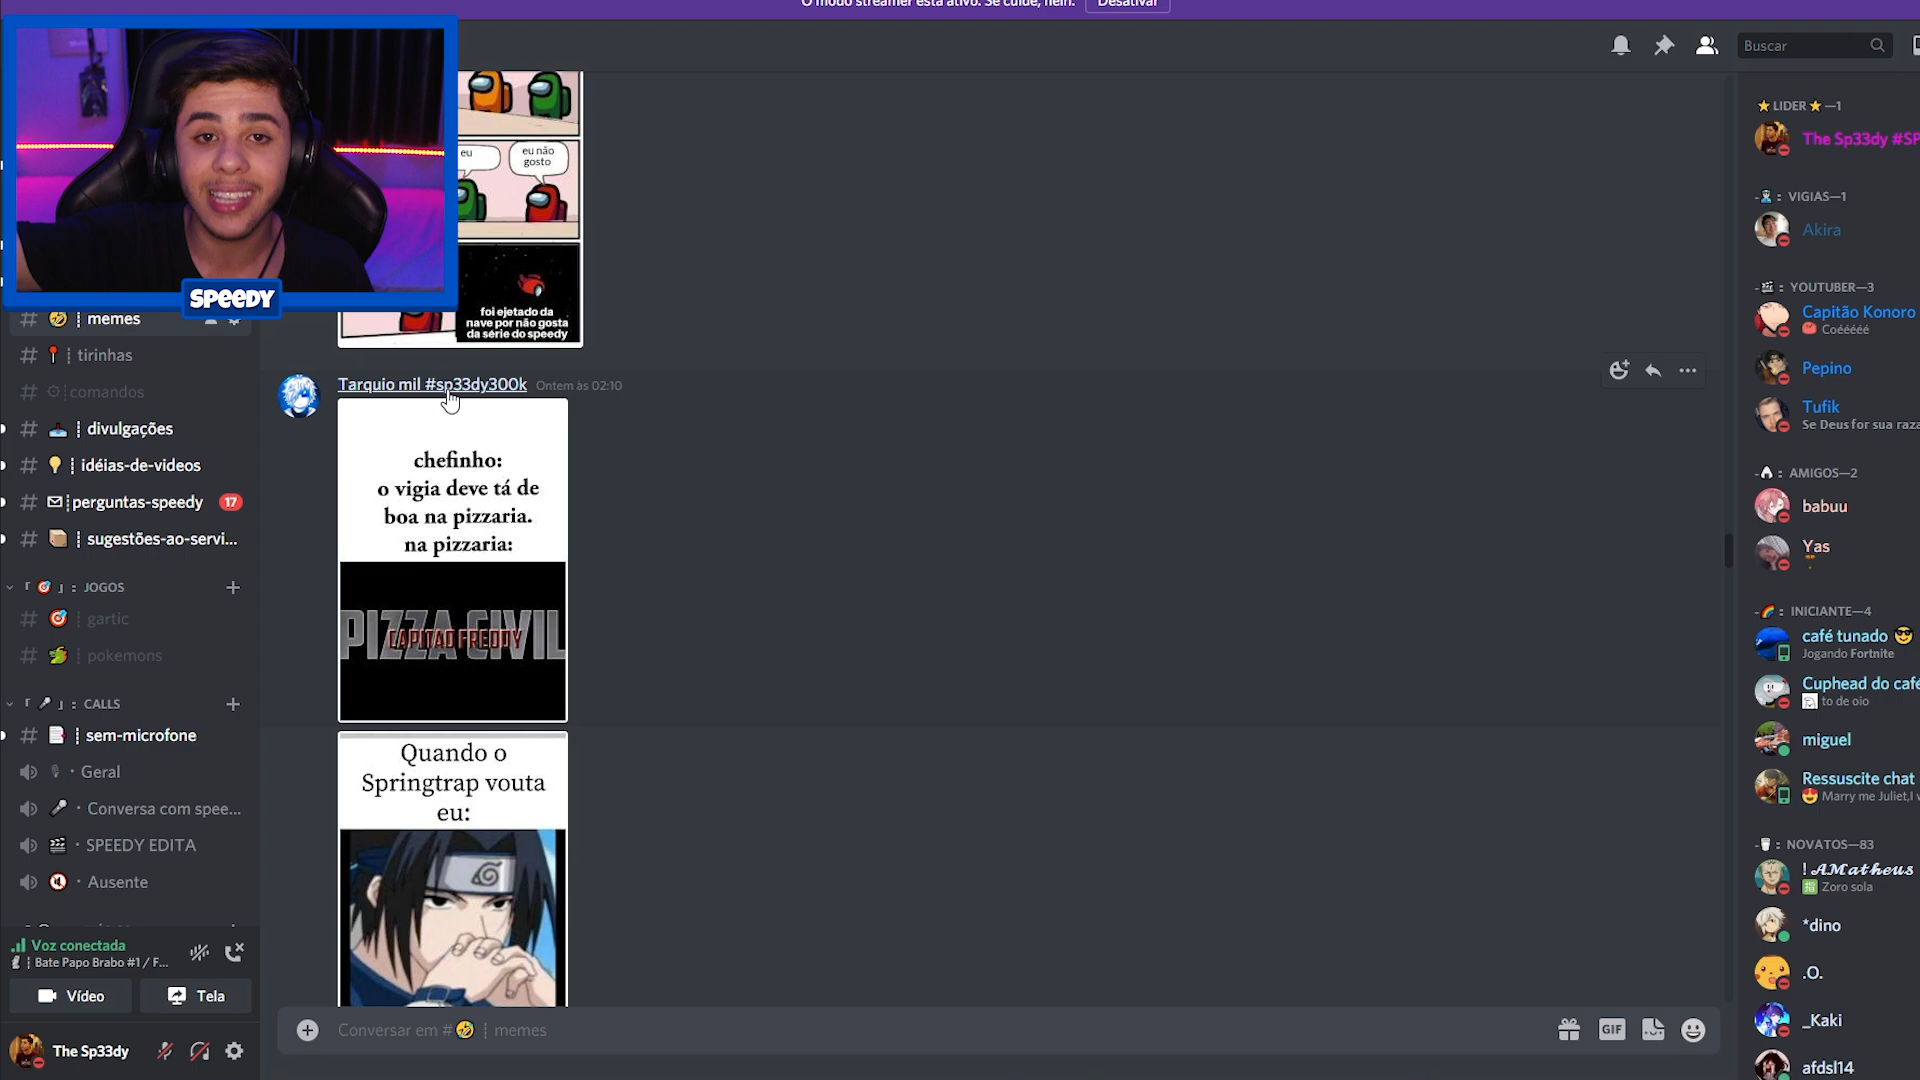 O modo streamer está ativo. Se cuide, hein.
Desativar
Buscar
SPEEDY
eu
eu não
gosto
foi ejetado da
nave por não gosta
da série do speedy
memes
tirinhas
comandos
divulgações
idéias-de-videos
perguntas-speedy 17
sugestões-ao-servi...
JOGOS
gartic
pokemons
CALLS
sem-microfone
Geral
Conversa com spee...
SPEEDY EDITA
Ausente
Voz conectada
Bate Papo Brabo #1 / F...
Vídeo
Tela
The Sp33dy
Tarquio mil #sp33dy300k Ontem às 02:10
chefinho:
o vigia deve tá de
boa na pizzaria.
na pizzaria:
PIZZA CIVIL
CAPITAO FREDDY
Quando o
Springtrap vouta
eu:
Conversar em # memes
GIF
LIDER —1
The Sp33dy #SP
VIGIAS—1
Akira
YOUTUBER—3
Capitão Konoro
Coééééé
Pepino
Tufik
Se Deus for sua raza
AMIGOS—2
babuu
Yas
INICIANTE—4
café tunado
Jogando Fortnite
Cuphead do café
to de oio
miguel
Ressuscite chat
Marry me Juliet,I
NOVATOS—83
! 𝓐𝓜𝓪𝓽𝓱𝓮𝓾𝓼
Zoro sola
*dino
.O.
_Kaki
afdsl14